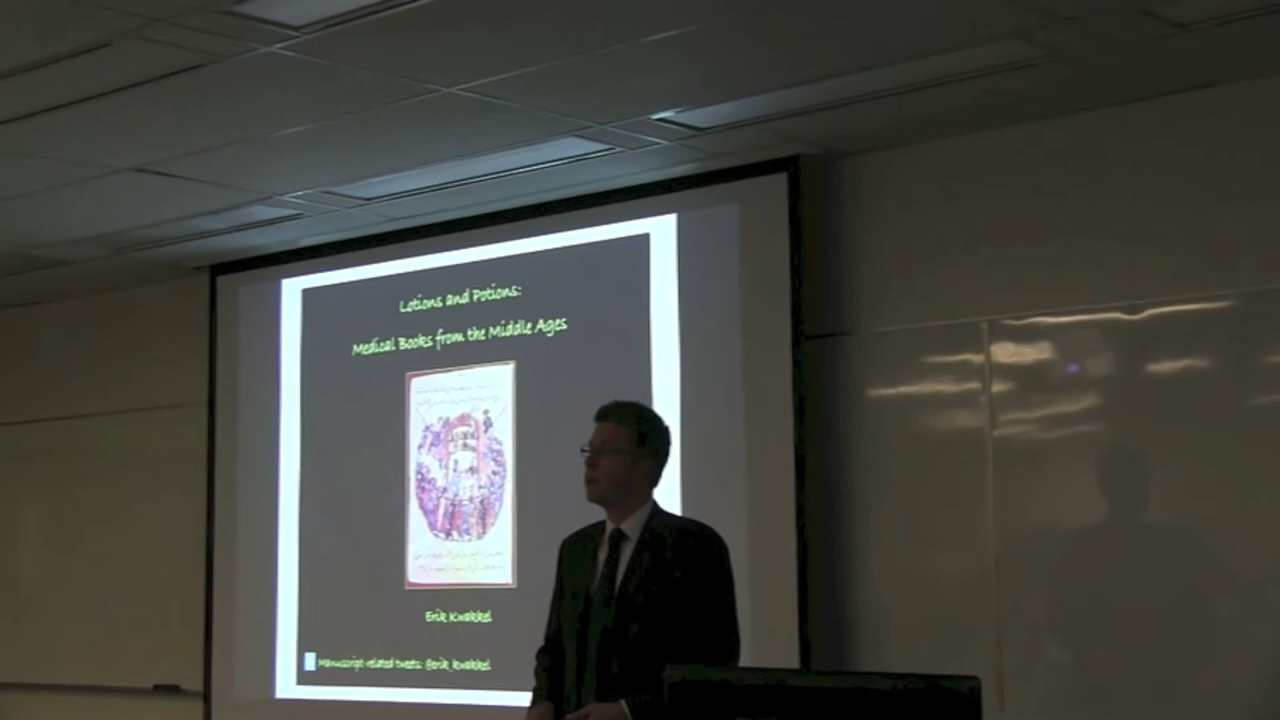 Lotions and Potions:
Medical Books from the Middle Ages
Erik Kwakkel
Manuscript-related tweets: @erik_kwakkel